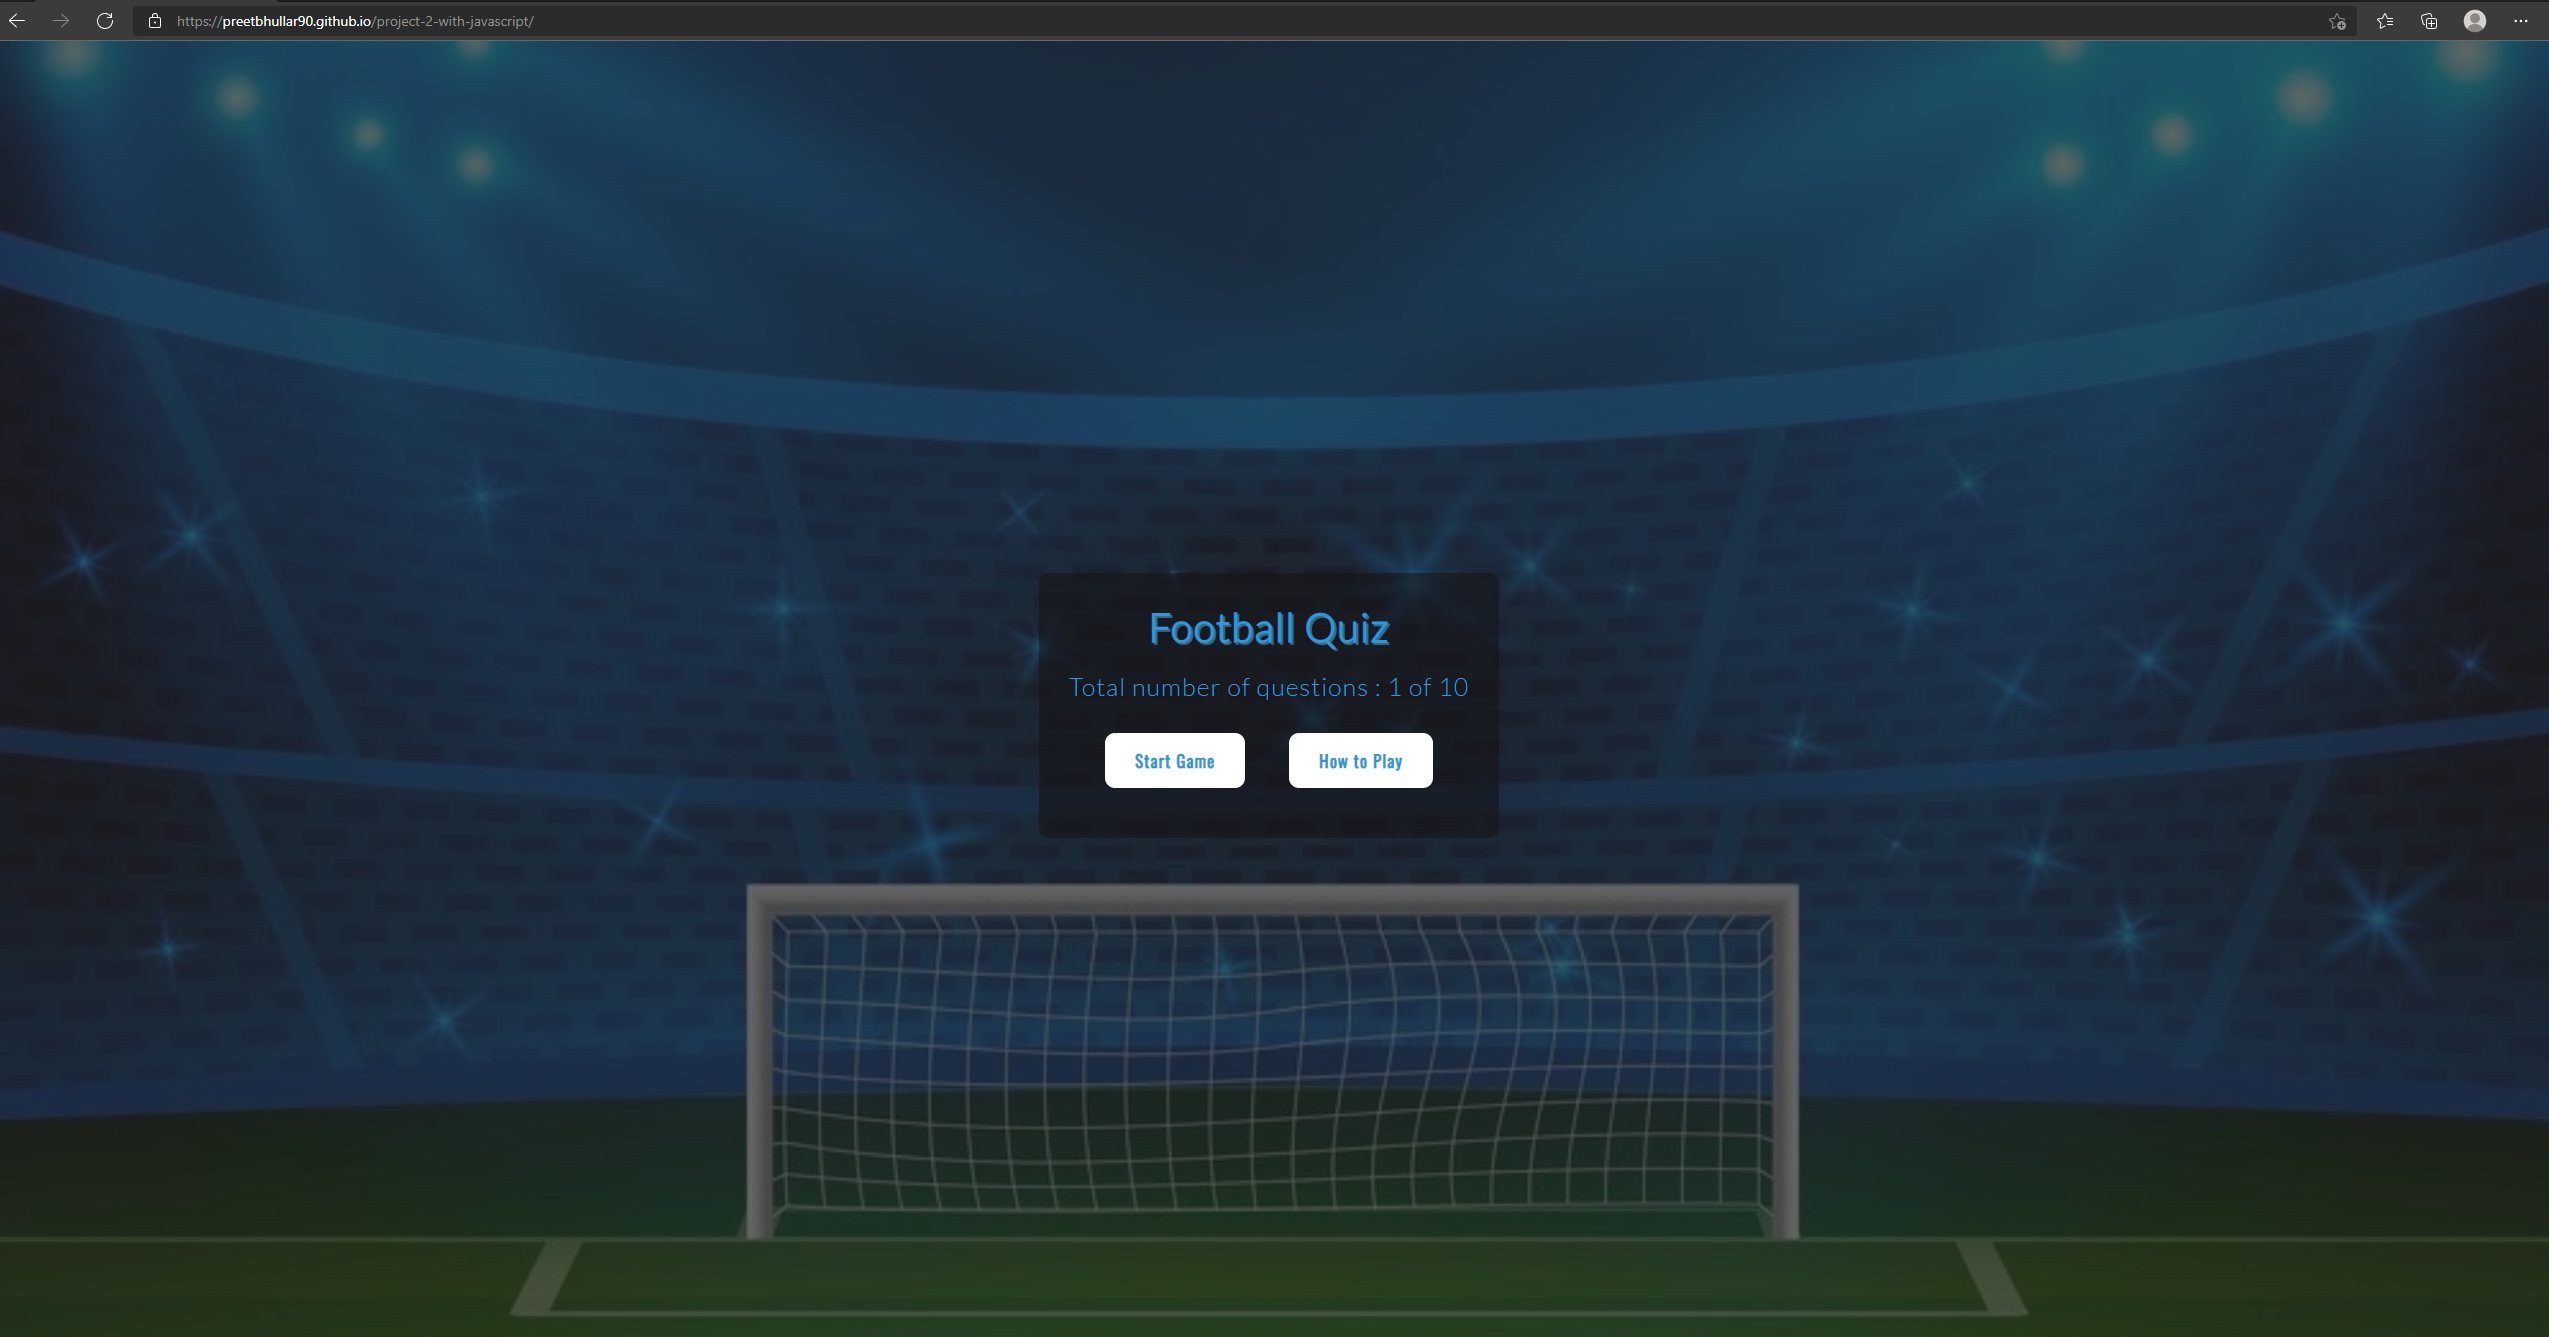 https://preetbhullar90.github.io/project-2-with-javascript/
Football Quiz
Total number of questions : 1 of 10
Start Game
How to Play